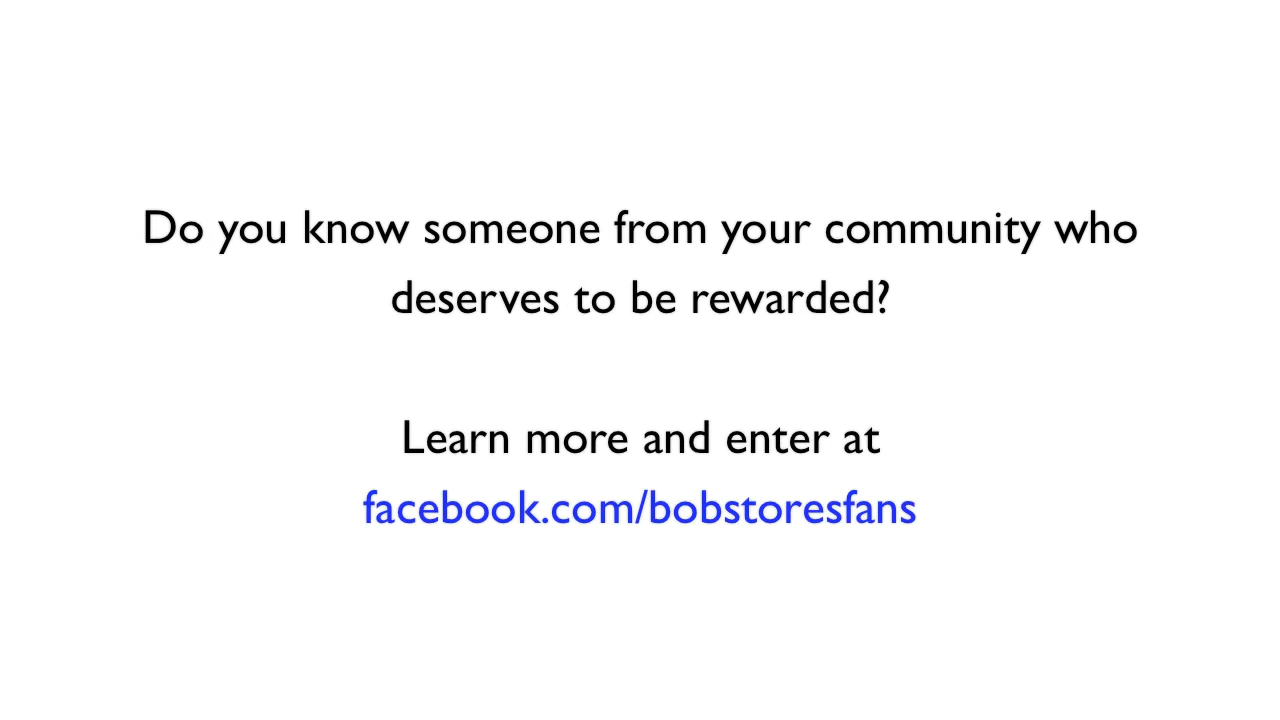 Do you know someone from your community who
deserves to be rewarded?
Learn more and enter at
facebook.com/bobstoresfans